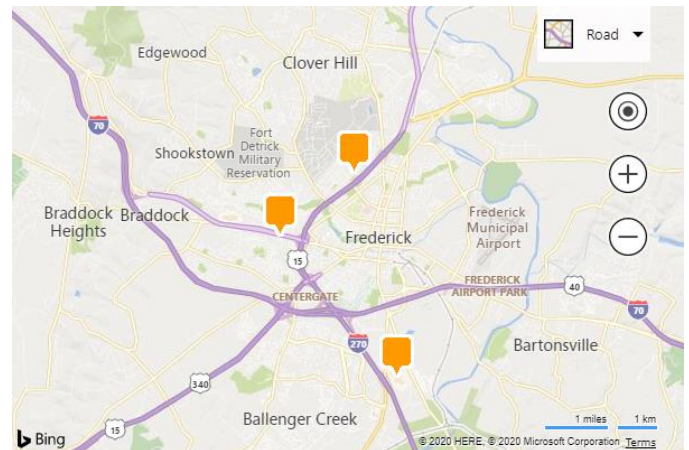 Road
Edgewood
Clover Hill
70
Fort
Detrick
Military
Reservation
Shookstown
Braddock
Heights
Braddock
Frederick
Frederick
Municipal
Airport
15
CENTERGATE
FREDERICK
AIRPORT PARK
40
70
270
Bartonsville
340
Ballenger Creek
15
1 miles
1 km
Bing
© 2020 HERE, © 2020 Microsoft Corporation Terms